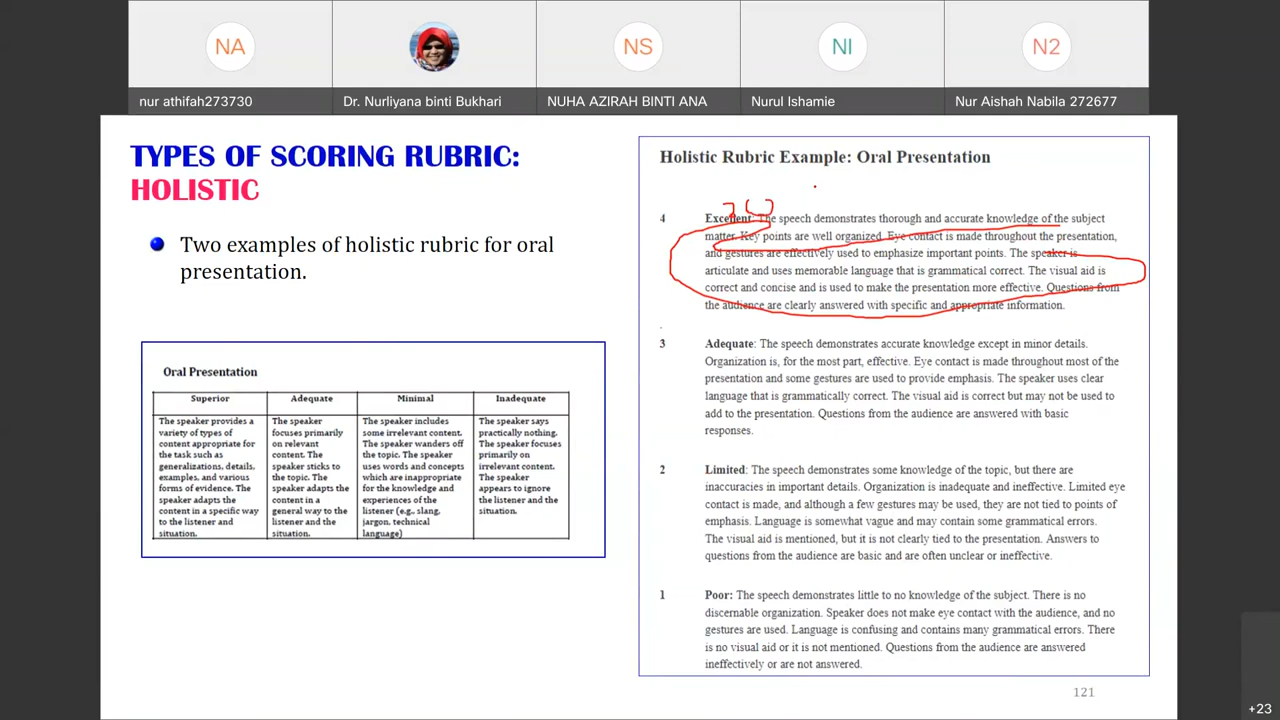 NA
NS
NI
N2
nur athifah273730
Dr. Nurliyana binti Bukhari
NUHA AZIRAH BINTI ANA
Nurul Ishamie
Nur Aishah Nabila 272677
TYPES OF SCORING RUBRIC:
HOLISTIC
Two examples of holistic rubric for oral
presentation.
Oral Presentation
Superior
The speaker provides a
variety of types of
content appropriate for
the task such as
generalizations, details,
examples, and various
forms of evidence. The
speaker adapts the
content in a specific way
to the listener and
situation.
Adequate
The speaker
focuses primarily
on relevant
content. The
speaker sticks to
the topic. The
speaker adapts the
content in a
general way to the
listener and the
situation.
Minimal
The speaker includes
some irrelevant content.
The speaker wanders off
the topic. The speaker
uses words and concepts
which are inappropriate
for the knowledge and
experiences of the
listener (e.g., slang,
jargon, technical
language)
Inadequate
The speaker says
practically nothing.
The speaker focuses
primarily on
irrelevant content.
The speaker
appears to ignore
the listener and the
situation.
Holistic Rubric Example: Oral Presentation
4 Excellent: The speech demonstrates thorough and accurate knowledge of the subject
matter. Key points are well organized. Eye contact is made throughout the presentation,
and gestures are effectively used to emphasize important points. The speaker is
articulate and uses memorable language that is grammatical correct. The visual aid is
correct and concise and is used to make the presentation more effective. Questions from
the audience are clearly answered with specific and appropriate information.
3 Adequate: The speech demonstrates accurate knowledge except in minor details.
Organization is, for the most part, effective. Eye contact is made throughout most of the
presentation and some gestures are used to provide emphasis. The speaker uses clear
language that is grammatically correct. The visual aid is correct but may not be used to
add to the presentation. Questions from the audience are answered with basic
responses.
2 Limited: The speech demonstrates some knowledge of the topic, but there are
inaccuracies in important details. Organization is inadequate and ineffective. Limited eye
contact is made, and although a few gestures may be used, they are not tied to points of
emphasis. Language is somewhat vague and may contain some grammatical errors.
The visual aid is mentioned, but it is not clearly tied to the presentation. Answers to
questions from the audience are basic and are often unclear or ineffective.
1 Poor: The speech demonstrates little to no knowledge of the subject. There is no
discernable organization. Speaker does not make eye contact with the audience, and no
gestures are used. Language is confusing and contains many grammatical errors. There
is no visual aid or it is not mentioned. Questions from the audience are answered
ineffectively or are not answered.
121
+23